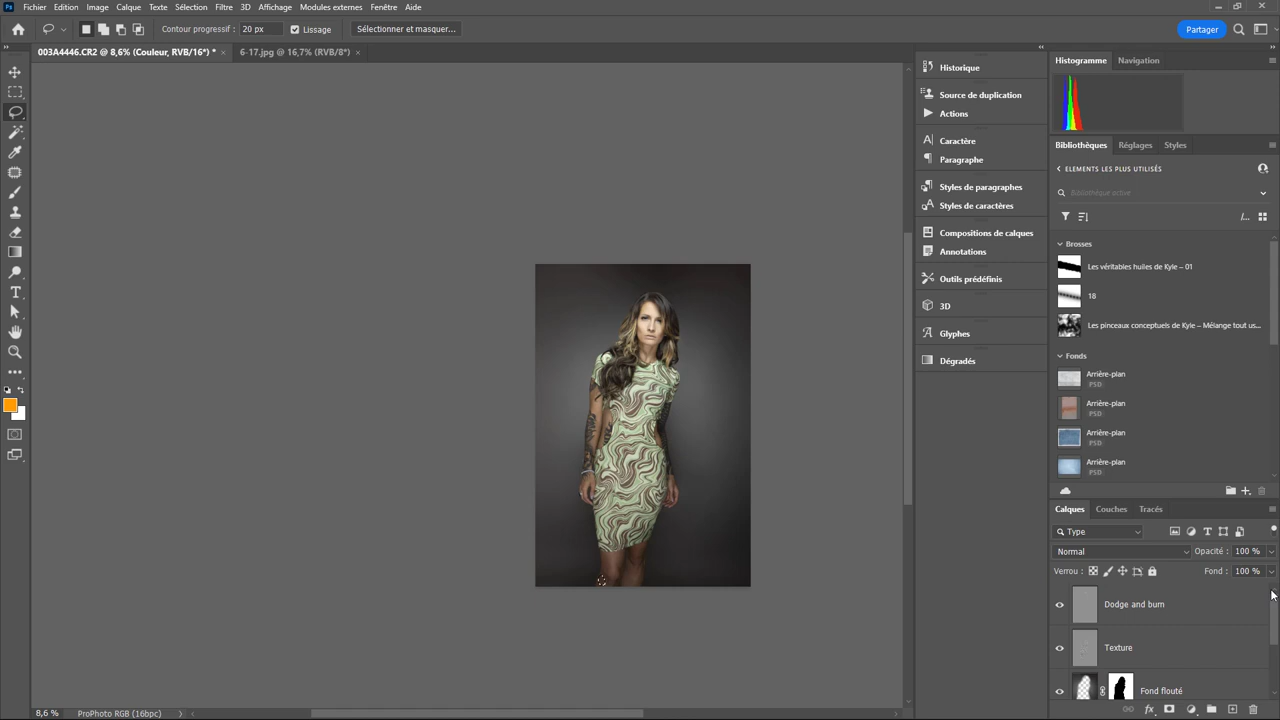 Fichier Edition Image Calque Texte Sélection Filtre 3D Affichage Modules externes Fenêtre Aide
Contour progressif : 20 px Lissage Sélectionner et masquer... Partager
003A4446.CR2 @ 8,6% (Couleur, RVB/16*) * × 6-17.jpg @ 16,7% (RVB/8*) ×
Historique
Source de duplication
Actions
Caractère
Paragraphe
Styles de paragraphes
Styles de caractères
Compositions de calques
Annotations
Outils prédéfinis
3D
Glyphes
Dégradés
Histogramme Navigation
Bibliothèques Réglages Styles
ELEMENTS LES PLUS UTILISÉS
Bibliothèque active
Brosses
Les véritables huiles de Kyle – 01
18
Les pinceaux conceptuels de Kyle – Mélange tout us...
Fonds
Arrière-plan
PSD
Arrière-plan
PSD
Arrière-plan
PSD
Arrière-plan
PSD
Calques Couches Tracés
Type
Normal Opacité : 100 %
Verrou : Fond : 100 %
Dodge and burn
Texture
Fond flouté
8,6 % ProPhoto RGB (16bpc)